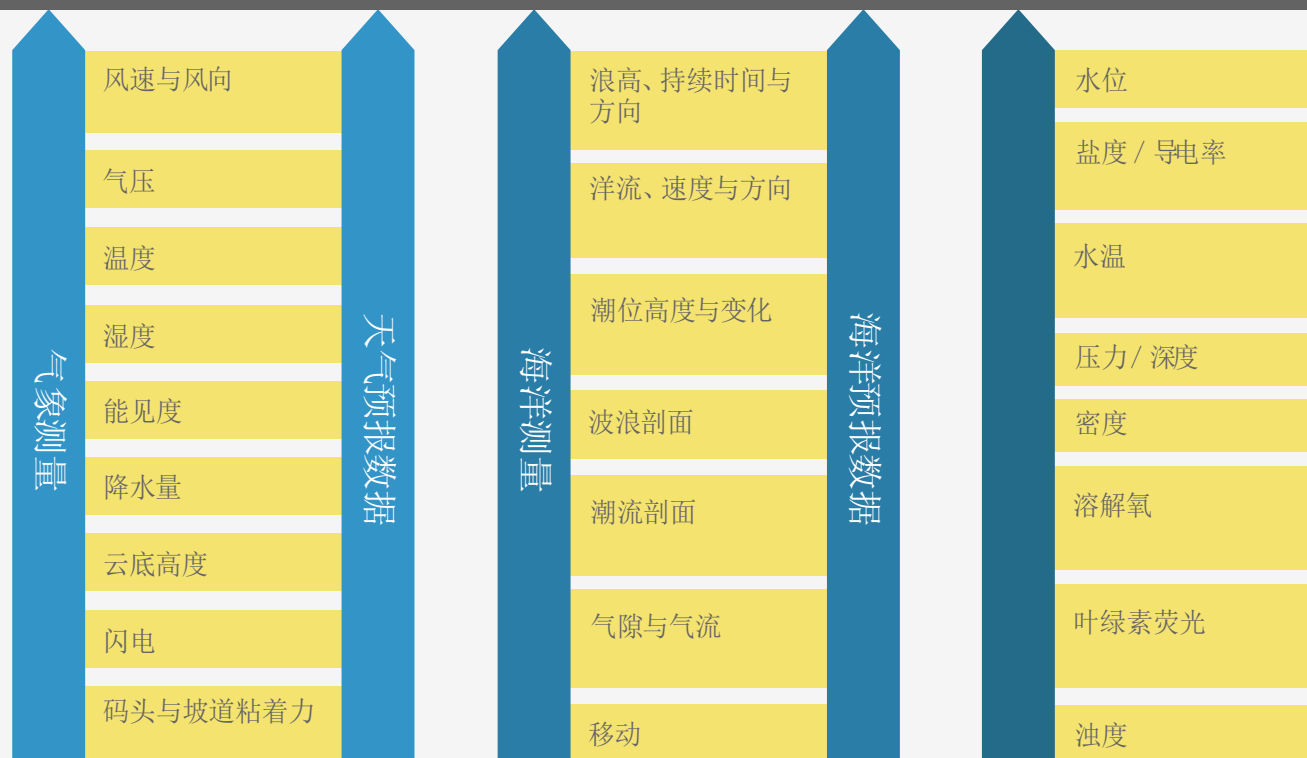 气象测量
风速与风向
气压
温度
湿度
能见度
降水量
云底高度
闪电
码头与坡道粘着力
天气预报数据
海洋测量
浪高、持续时间与
方向
洋流、速度与方向
潮位高度与变化
波浪剖面
潮流剖面
气隙与气流
移动
海洋预报数据
水位
盐度 / 导电率
水温
压力 / 深度
密度
溶解氧
叶绿素荧光
浊度